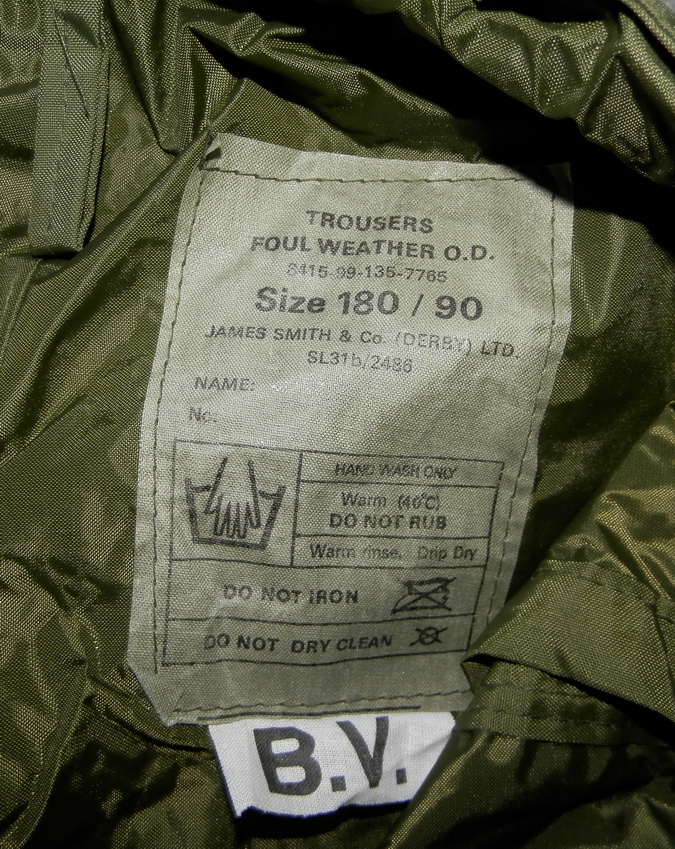 TROUSERS
FOUL WEATHER O.D.
8415-99-135-7765
Size 180 / 90
JAMES SMITH & Co. (DERBY) LTD.
SL31b/2486
NAME:
No.
HAND WASH ONLY
Warm (40°C)
DO NOT RUB
Warm rinse. Drip Dry
DO NOT IRON
DO NOT DRY CLEAN
B.V.